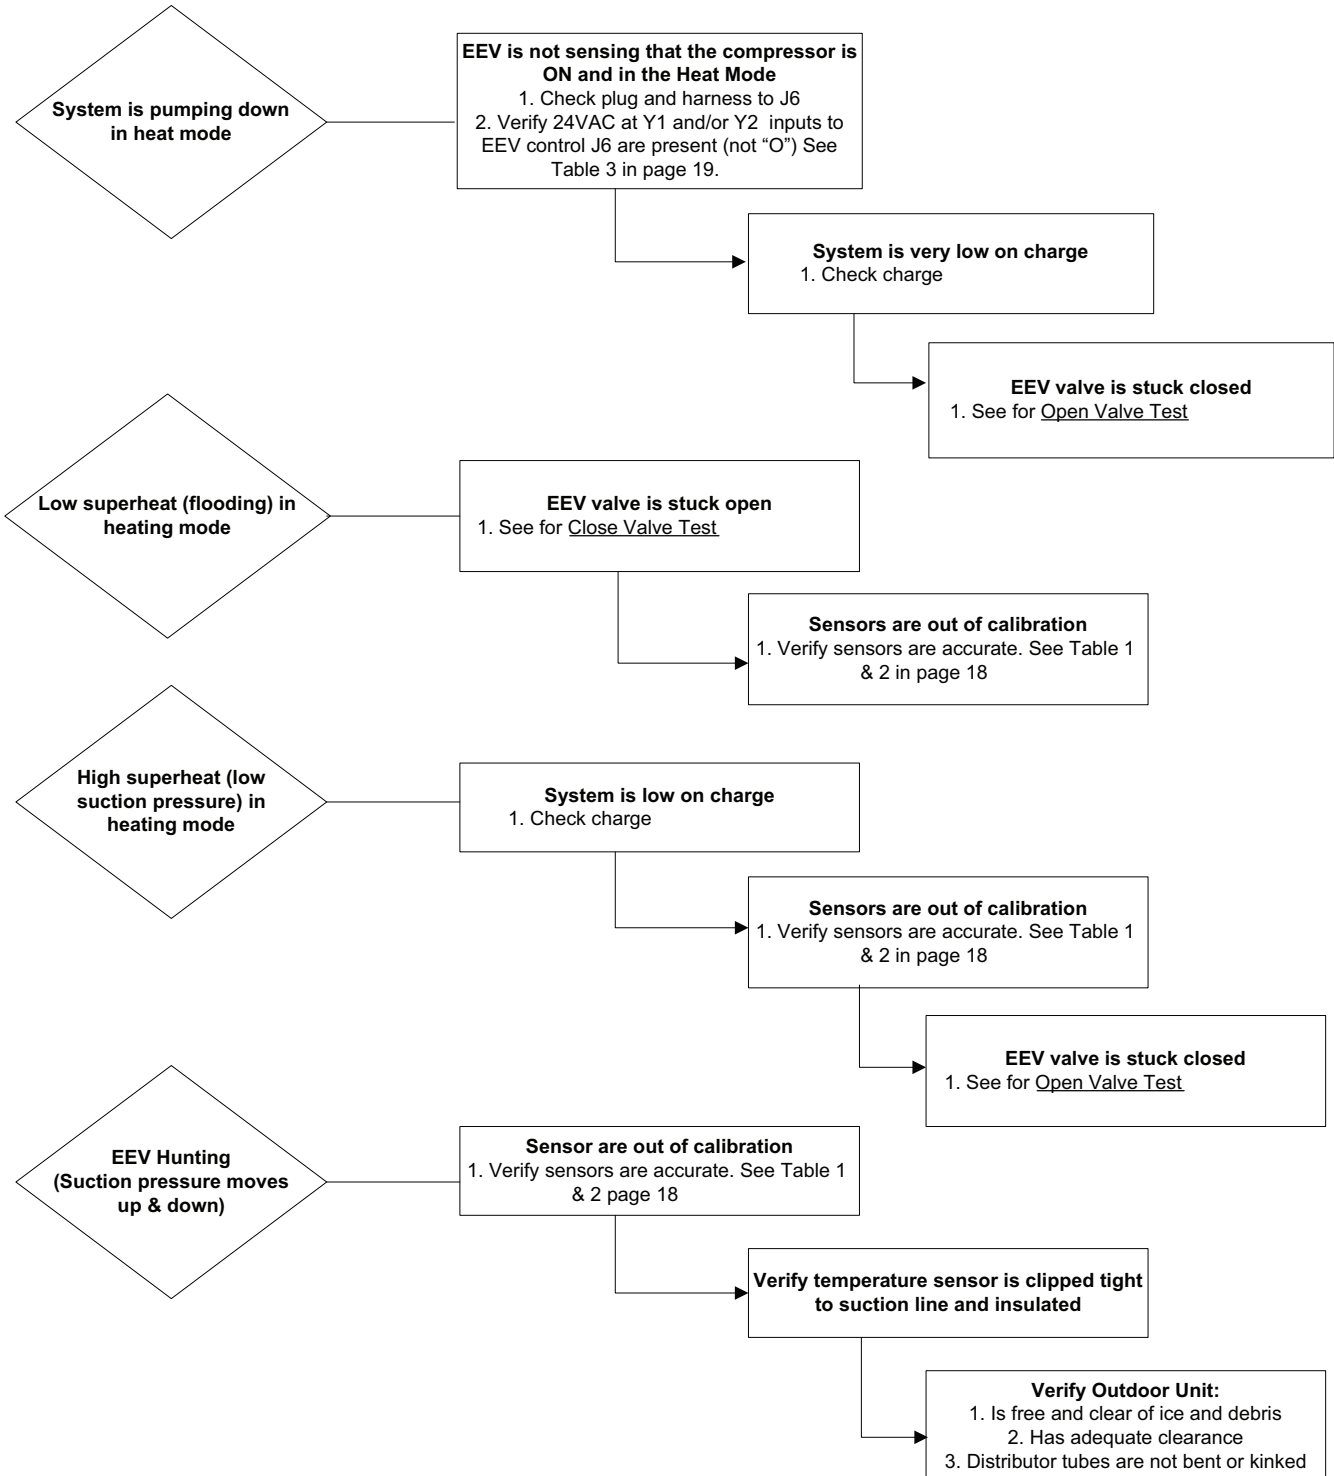 System is pumping down
in heat mode
EEV is not sensing that the compressor is
ON and in the Heat Mode
1. Check plug and harness to J6
2. Verify 24VAC at Y1 and/or Y2 inputs to
EEV control J6 are present (not “O”) See
Table 3 in page 19.
System is very low on charge
1. Check charge
EEV valve is stuck closed
1. See for Open Valve Test
Low superheat (flooding) in
heating mode
EEV valve is stuck open
1. See for Close Valve Test
Sensors are out of calibration
1. Verify sensors are accurate. See Table 1
& 2 in page 18
High superheat (low
suction pressure) in
heating mode
System is low on charge
1. Check charge
Sensors are out of calibration
1. Verify sensors are accurate. See Table 1
& 2 in page 18
EEV valve is stuck closed
1. See for Open Valve Test
EEV Hunting
(Suction pressure moves
up & down)
Sensor are out of calibration
1. Verify sensors are accurate. See Table 1
& 2 page 18
Verify temperature sensor is clipped tight
to suction line and insulated
Verify Outdoor Unit:
1. Is free and clear of ice and debris
2. Has adequate clearance
3. Distributor tubes are not bent or kinked